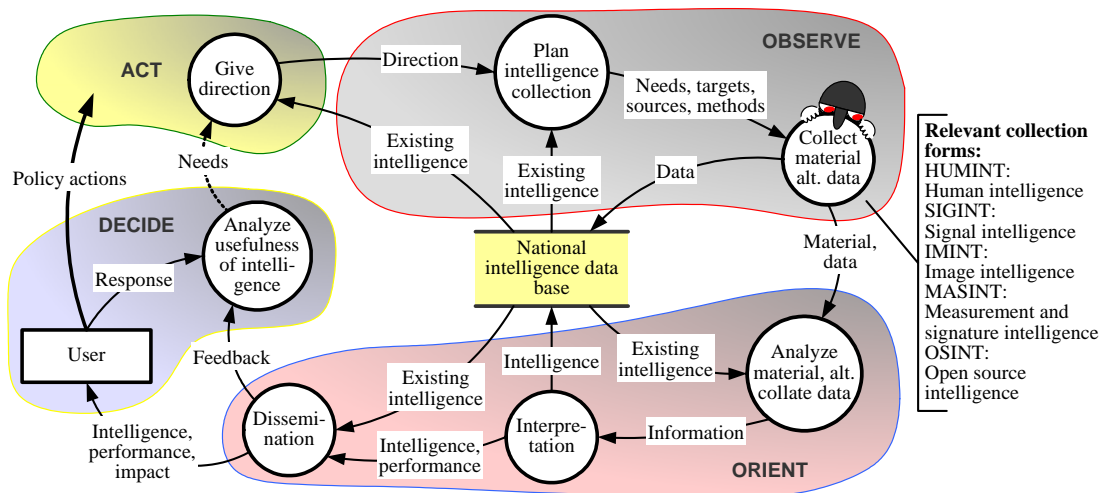 ACT
Give
direction
Direction
Plan
intelligence
collection
OBSERVE
Needs, targets,
sources, methods
Collect
material
alt. data
Existing
intelligence
Existing
intelligence
Data
Needs
Policy actions
DECIDE
Analyze
usefulness
of intelli-
gence
Response
User
National
intelligence data
base
Material,
data
Relevant collection
forms:
HUMINT:
Human intelligence
SIGINT:
Signal intelligence
IMINT:
Image intelligence
MASINT:
Measurement and
signature intelligence
OSINT:
Open source
intelligence
Feedback
Existing
intelligence
Intelligence
Existing
intelligence
Analyze
material, alt.
collate data
Dissemi-
nation
Interpre-
tation
Information
Intelligence,
performance
Intelligence,
performance,
impact
ORIENT